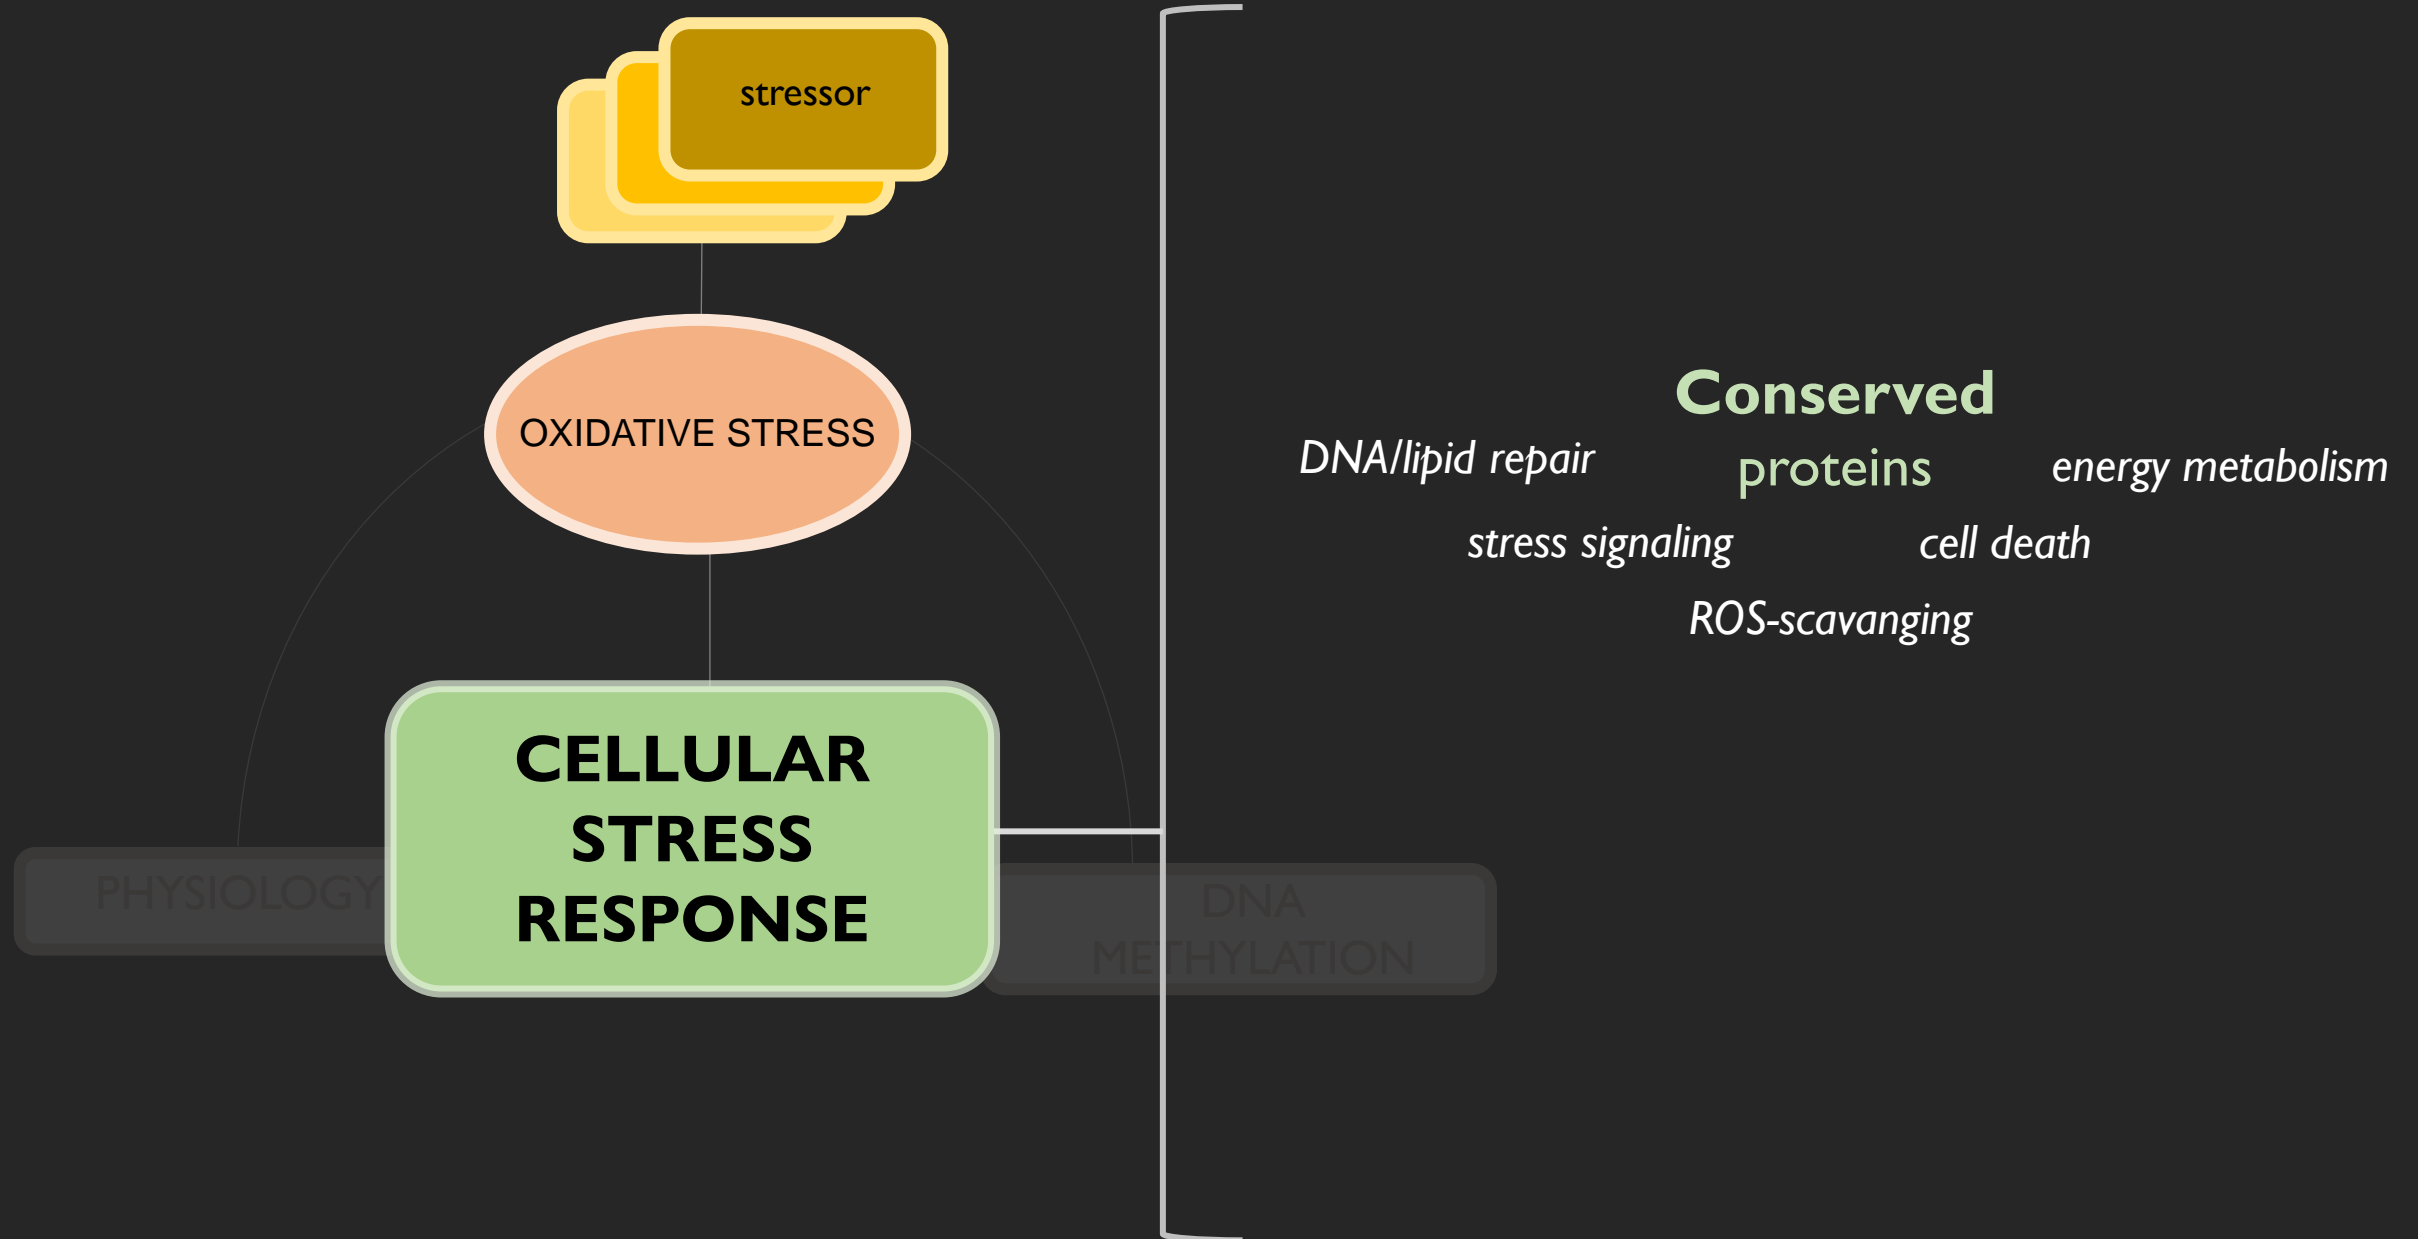 stressor
OXIDATIVE STRESS
CELLULAR
STRESS
RESPONSE
PHYSIOLOGY
DNA
METHYLATION
Conserved
proteins
DNA/lipid repair
energy metabolism
stress signaling
cell death
ROS-scavanging